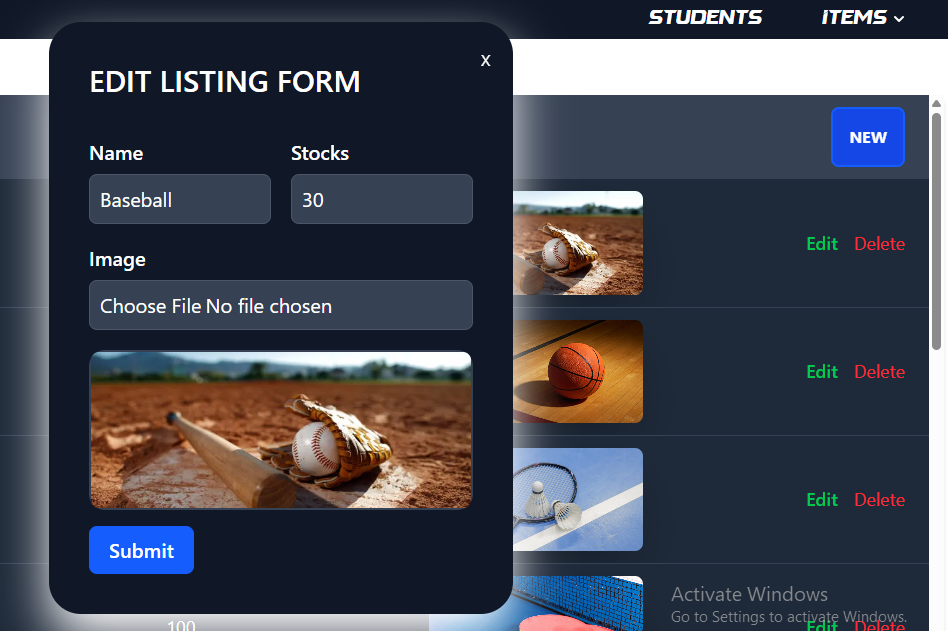 STUDENTS ITEMS
x
EDIT LISTING FORM
NEW
Name Stocks
Baseball 30
Edit Delete
Image
Choose File No file chosen
Edit Delete
Edit Delete
Submit
Activate Windows
Go to Settings to activate Windows.
100 Edit Delete